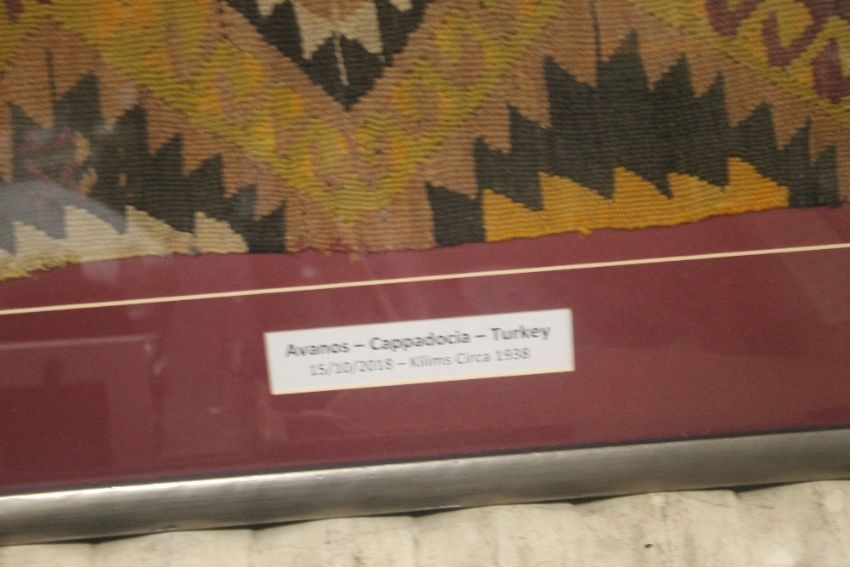 Avanos – Cappadocia – Turkey
15/10/2018 – Kilims Circa 1938